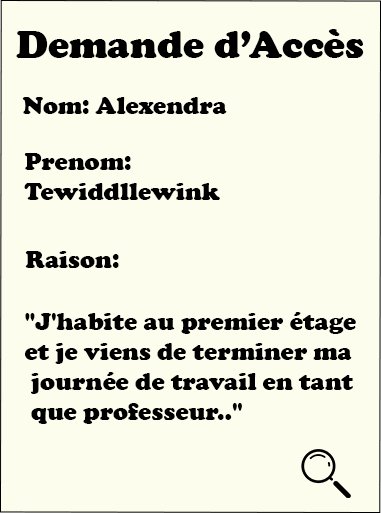 Demande d’Accès
Nom: Alexendra
Prenom:
Tewiddllewink
Raison:
"J'habite au premier étage
et je viens de terminer ma
journée de travail en tant
que professeur.."